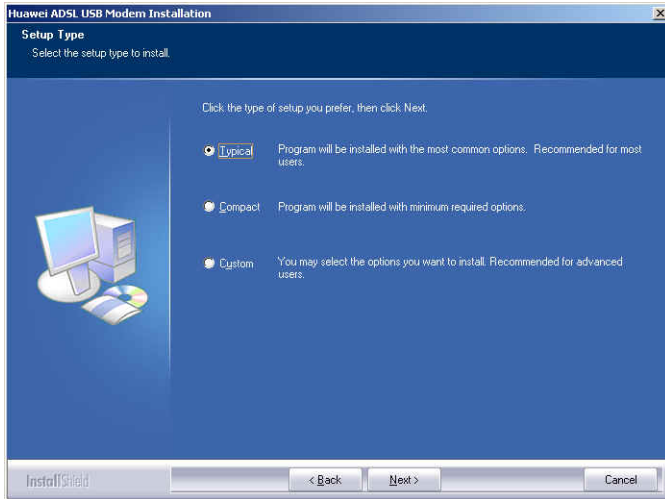 Huawei ADSL USB Modem Installation
Setup Type
Select the setup type to install.
Click the type of setup you prefer, then click Next.
Typical
Program will be installed with the most common options. Recommended for most
users.
Compact
Program will be installed with minimum required options.
Custom
You may select the options you want to install. Recommended for advanced
users.
InstallShield
< Back
Next >
Cancel